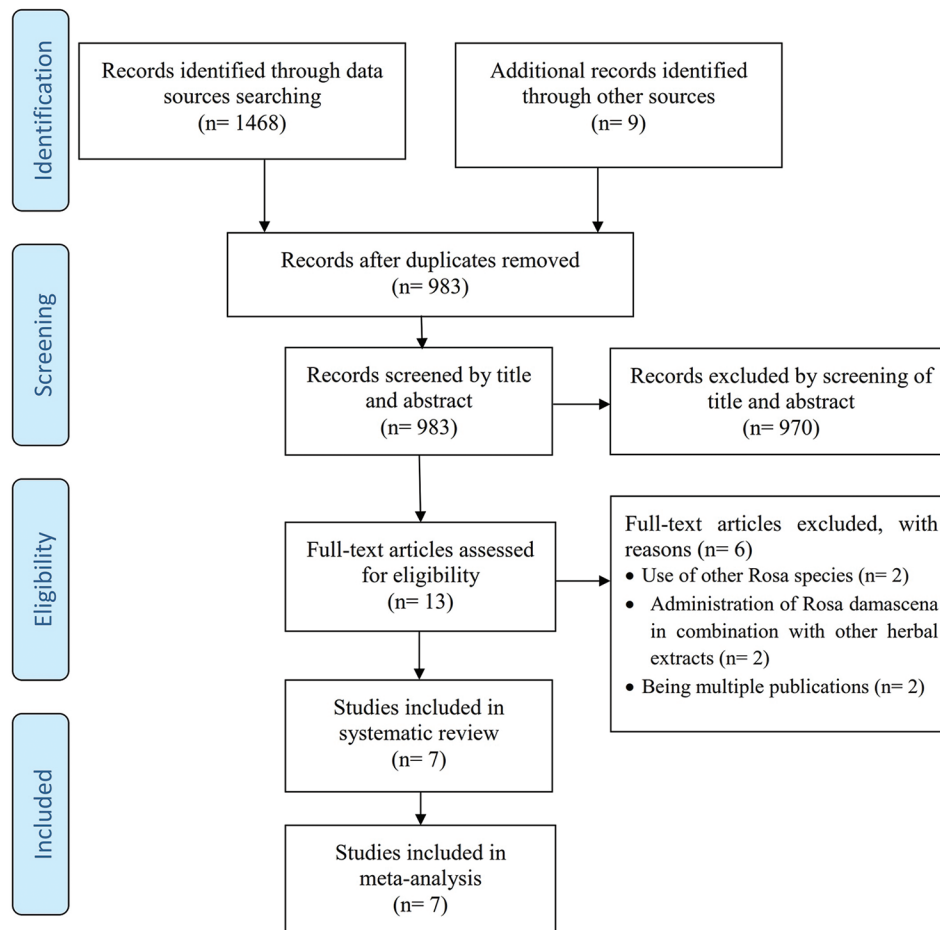 Identification
Records identified through data
sources searching
(n= 1468)
Additional records identified
through other sources
(n= 9)
Screening
Records after duplicates removed
(n= 983)
Records screened by title
and abstract
(n= 983)
Records excluded by screening of
title and abstract
(n= 970)
Eligibility
Full-text articles assessed
for eligibility
(n= 13)
Full-text articles excluded, with
reasons (n= 6)
• Use of other Rosa species (n= 2)
• Administration of Rosa damascena
in combination with other herbal
extracts (n= 2)
• Being multiple publications (n= 2)
Included
Studies included in
systematic review
(n= 7)
Studies included in
meta-analysis
(n= 7)